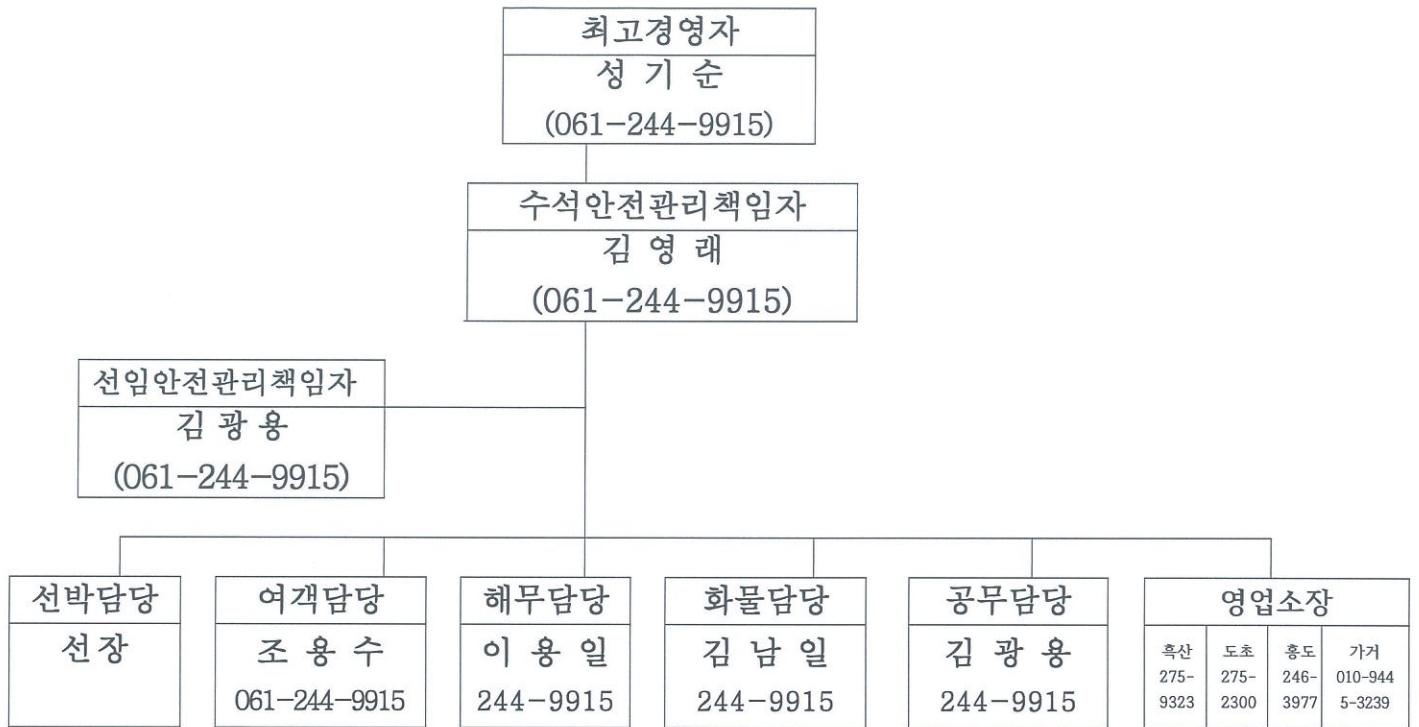 최고경영자
성 기 순
(061-244-9915)
수석안전관리책임자
김 영 래
(061-244-9915)
선임안전관리책임자
김 광 용
(061-244-9915)
선박담당
선장
여객담당
조 용 수
061-244-9915
해무담당
이 용 일
244-9915
화물담당
김 남 일
244-9915
공무담당
김 광 용
244-9915
영업소장
흑산
275-
9323
도초
275-
2300
홍도
246-
3977
가거
010-944
5-3239